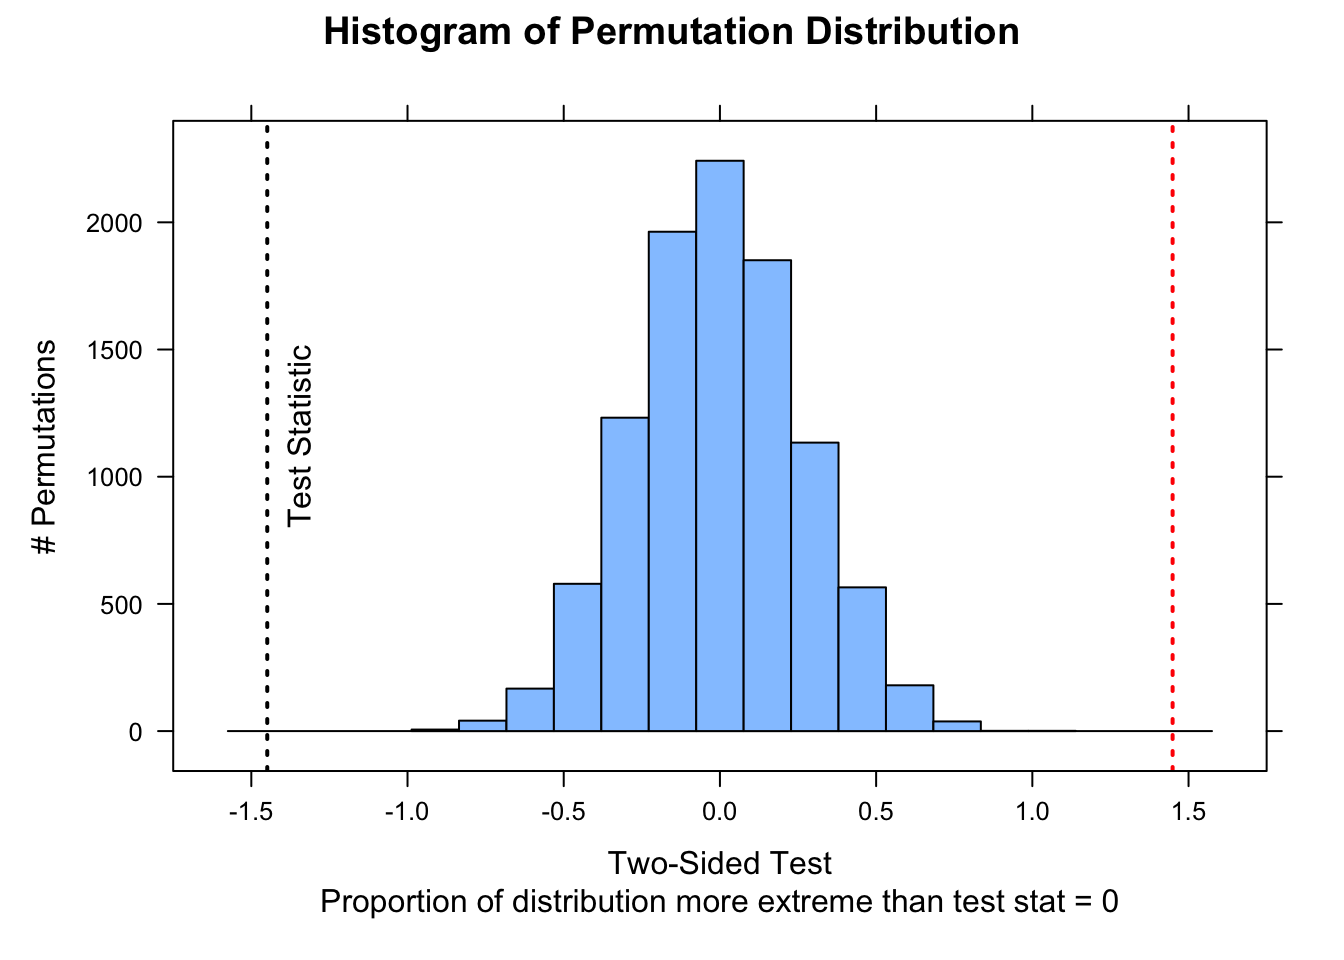 Histogram of Permutation Distribution
# Permutations
2000
1500
1000
500
0
Test Statistic
-1.5 -1.0 -0.5 0.0 0.5 1.0 1.5
Two-Sided Test
Proportion of distribution more extreme than test stat = 0